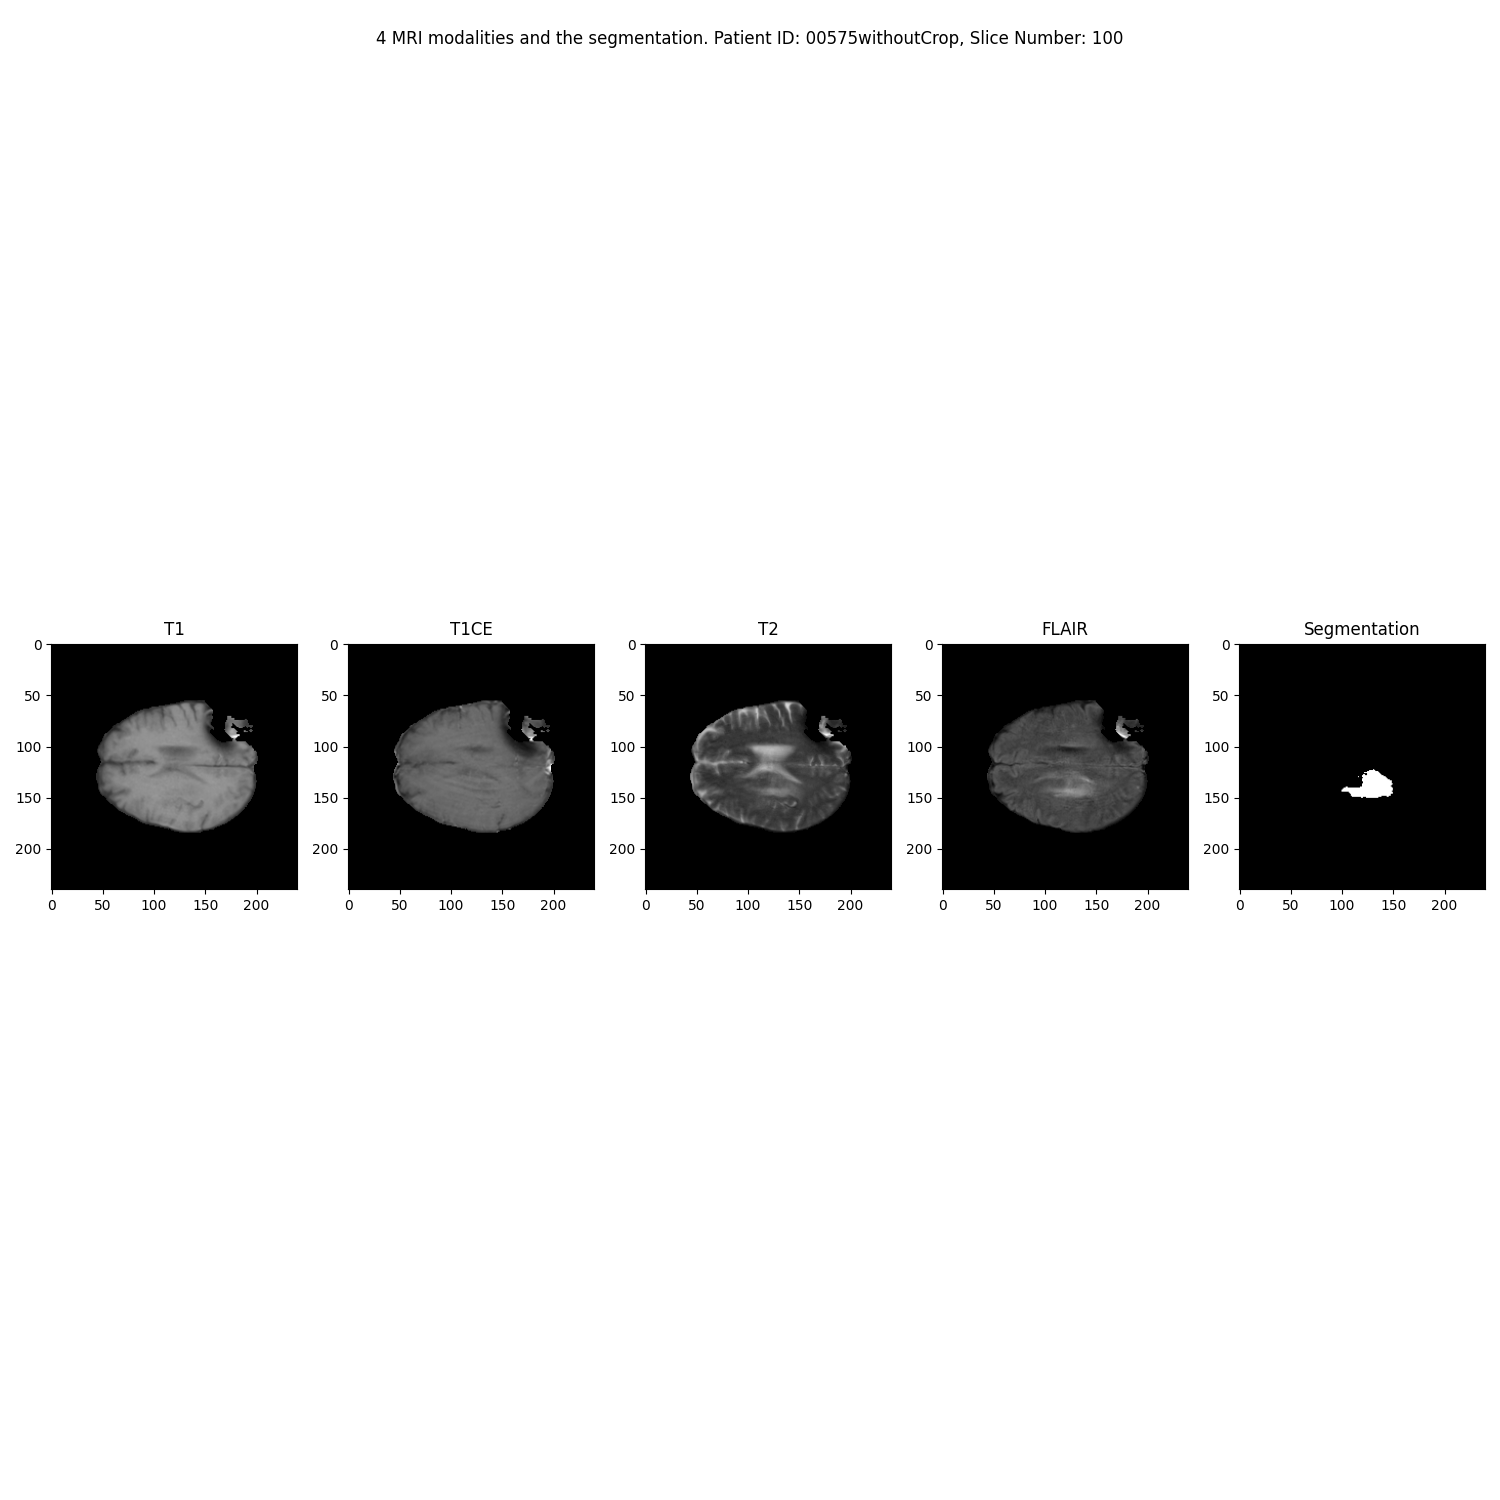 4 MRI modalities and the segmentation. Patient ID: 00575withoutCrop, Slice Number: 100
T1 T1CE T2 FLAIR Segmentation
0 0 0 0 0
50 50 50 50 50
100 100 100 100 100
150 150 150 150 150
200 200 200 200 200
0 50 100 150 200 0 50 100 150 200 0 50 100 150 200 0 50 100 150 200 0 50 100 150 200